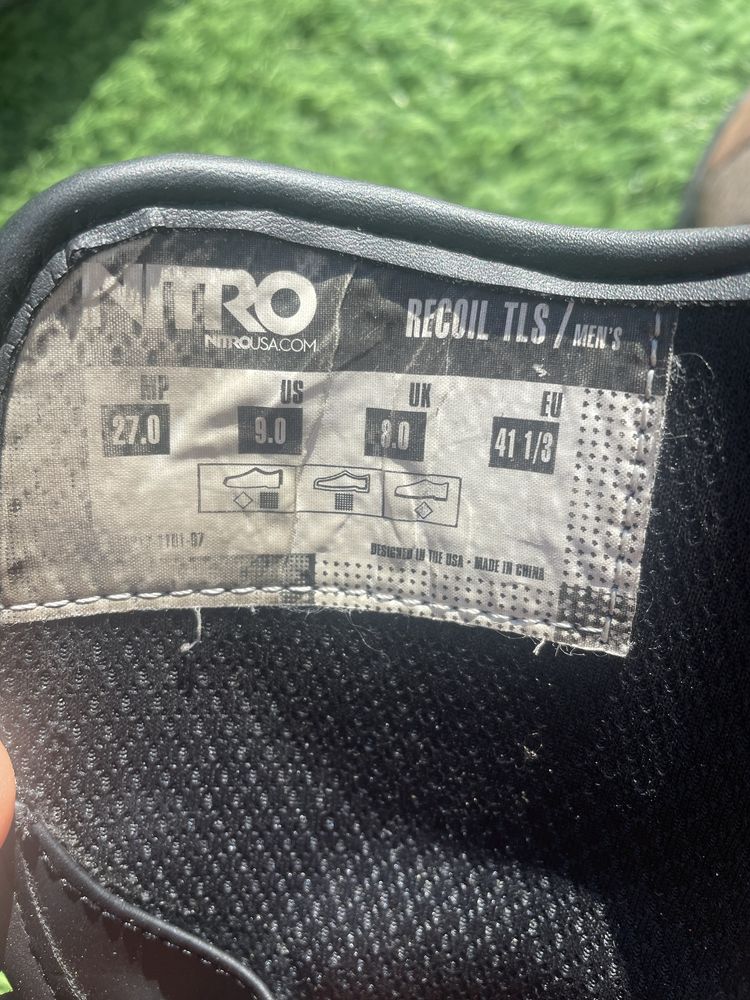 NITRO
NITROUSA.COM
RECOIL TLS / MEN'S
MP US UK EU
27.0 9.0 8.0 41 1/3
DESIGNED IN THE USA • MADE IN CHINA